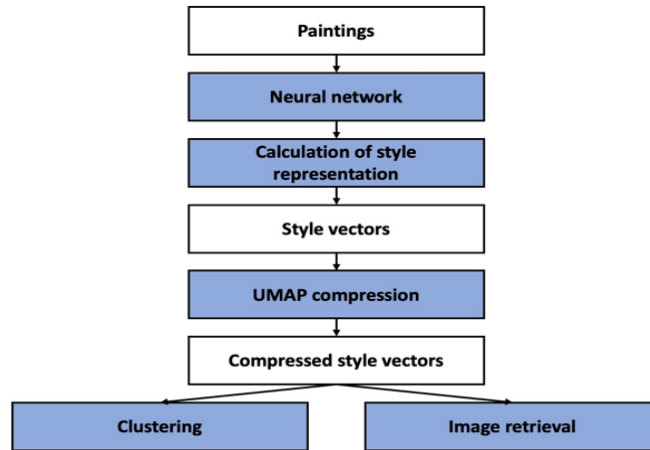 Paintings
Neural network
Calculation of style
representation
Style vectors
UMAP compression
Compressed style vectors
Clustering
Image retrieval